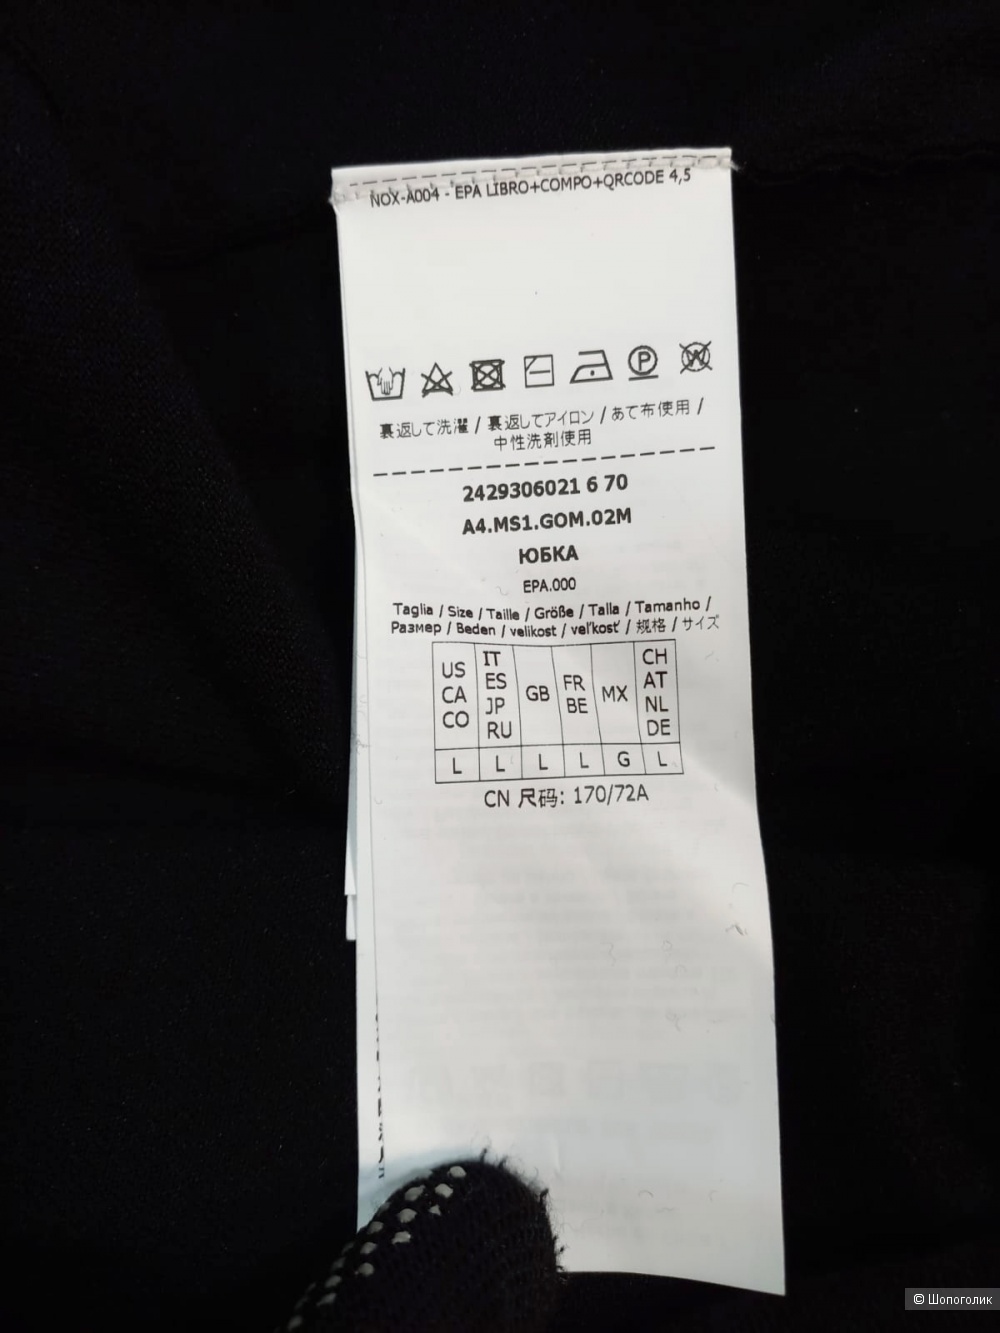 NOX-A004 - EPA LIBRO+COMPO+QRCODE 4,5
P W
裏返して洗濯 / 裏返してアイロン / あて布使用 /
中性洗剤使用
2429306021 6 70
A4.MS1.GOM.02M
ЮБКА
EPA.000
Taglia / Size / Taille / Größe / Talla / Tamanho /
Размер / Beden / velikost / veľkosť / 规格 / サイズ
US CA CO
IT ES JP RU
GB
FR BE
MX
CH AT NL DE
L L L L G L
CN 尺码: 170/72A
© Шопоголик